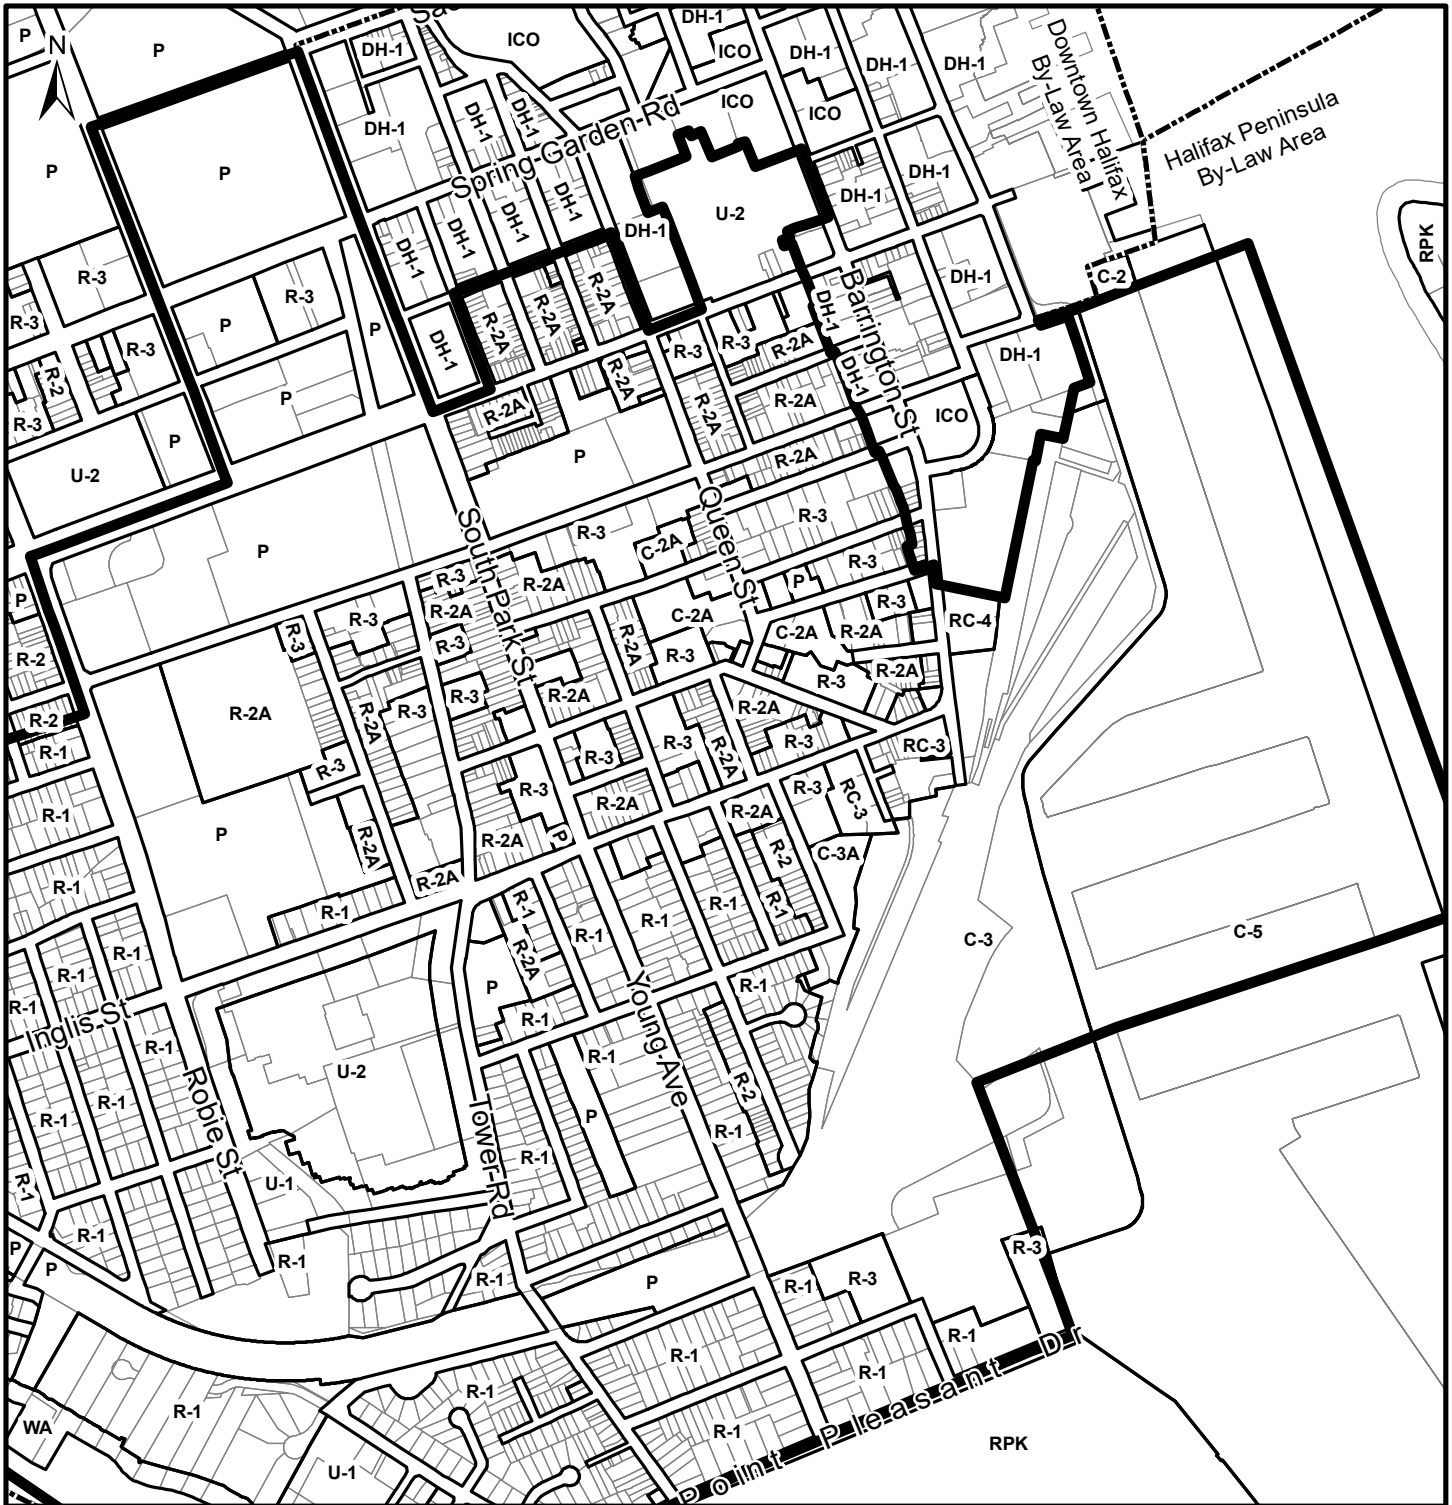 P
P
Sac
DH-1
ICO
DH-1
ICO
DH-1
DH-1
DH-1
N
Downtown Halifax
By-Law Area
Halifax Peninsula
By-Law Area
P
P
DH-1
DH-1
DH-1
ICO
ICO
Spring Garden Rd
DH-1
DH-1
DH-1
DH-1
DH-1
DH-1
U-2
DH-1
DH-1
RPK
R-3
R-3
R-3
P
P
DH-1
R-2A
R-2A
R-2A
DH-1
Barrington St
DH-1
DH-1
C-2
DH-1
R-3
R-2
R-3
P
R-2A
R-2A
R-3
R-3
R-2A
R-2A
R-2A
ICO
P
U-2
P
R-2A
P
South Park St
R-3
C-2A
Queen St
R-3
R-3
P
R-3
R-2A
R-2A
R-3
R-3
R-3
R-2A
C-2A
R-3
P
R-3
C-2A
R-2A
RC-4
R-2
R-2
R-1
R-2A
R-3
R-2A
R-3
R-3
R-2A
R-3
R-2A
R-3
R-2A
R-3
R-2A
R-3
RC-3
R-1
P
R-2A
R-3
R-2A
P
R-2A
R-2A
R-3
RC-3
C-3A
R-1
R-1
R-2A
R-1
R-2A
R-1
R-1
R-1
R-2
R-1
C-3
C-5
R-1
R-1
R-1
Inglis St
R-1
R-1
R-1
R-1
Robie St
U-2
P
R-1
Tower Rd
R-1
Young Ave
R-1
P
R-1
R-2
R-1
R-1
R-1
P
P
U-1
R-1
R-1
P
R-1
R-3
R-3
R-1
WA
R-1
U-1
R-1
R-1
R-1
R-1
Point Pleasant Dr
RPK